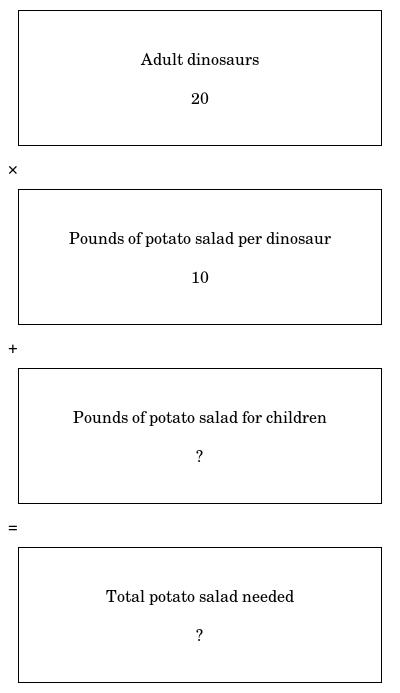 Adult dinosaurs
20
×
Pounds of potato salad per dinosaur
10
+
Pounds of potato salad for children
?
=
Total potato salad needed
?